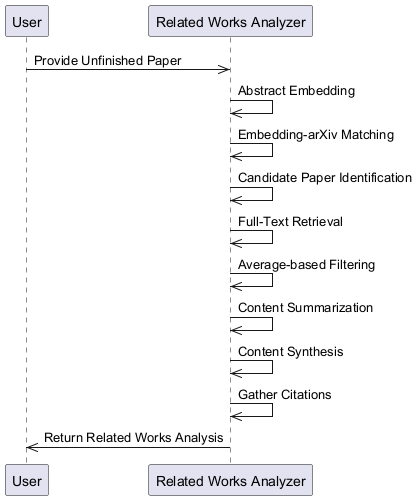 User
Related Works Analyzer
Provide Unfinished Paper
Abstract Embedding
Embedding-arXiv Matching
Candidate Paper Identification
Full-Text Retrieval
Average-based Filtering
Content Summarization
Content Synthesis
Gather Citations
Return Related Works Analysis
User
Related Works Analyzer